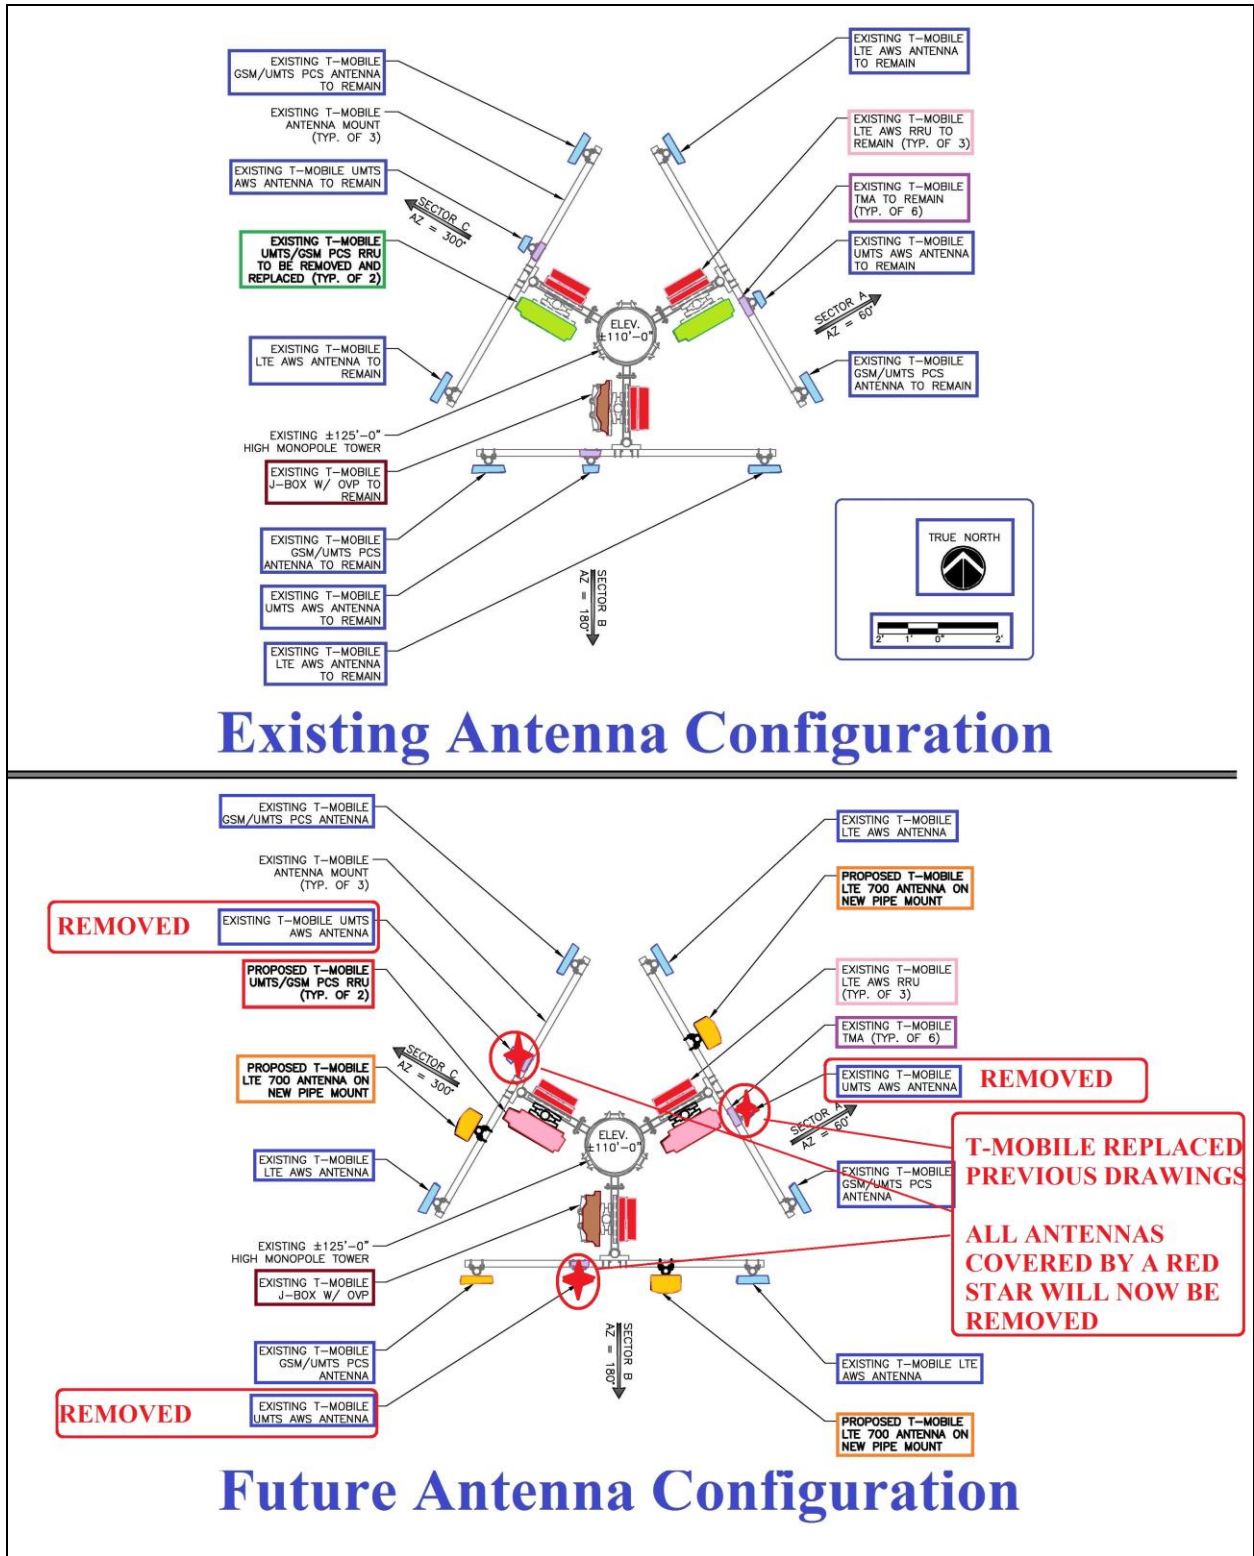 EXISTING T-MOBILE
GSM/UMTS PCS ANTENNA
TO REMAIN
EXISTING T-MOBILE
ANTENNA MOUNT
(TYP. OF 3)
EXISTING T-MOBILE UMTS
AWS ANTENNA TO REMAIN
SECTOR C
AZ = 300°
EXISTING T-MOBILE
UMTS/GSM PCS RRU
TO BE REMOVED AND
REPLACED (TYP. OF 2)
EXISTING T-MOBILE
LTE AWS ANTENNA TO
REMAIN
EXISTING ±125'-0"
HIGH MONOPOLE TOWER
EXISTING T-MOBILE
J-BOX W/ OVP TO
REMAIN
EXISTING T-MOBILE
GSM/UMTS PCS
ANTENNA TO REMAIN
EXISTING T-MOBILE
UMTS AWS ANTENNA
TO REMAIN
EXISTING T-MOBILE
LTE AWS ANTENNA
TO REMAIN
ELEV.
±110'-0"
SECTOR B
AZ = 180°
EXISTING T-MOBILE
LTE AWS ANTENNA
TO REMAIN
EXISTING T-MOBILE
LTE AWS RRU TO
REMAIN (TYP. OF 3)
EXISTING T-MOBILE
TMA TO REMAIN
(TYP. OF 6)
EXISTING T-MOBILE
UMTS AWS ANTENNA
TO REMAIN
SECTOR A
AZ = 60°
EXISTING T-MOBILE
GSM/UMTS PCS
ANTENNA TO REMAIN
TRUE NORTH
2' 1' 0" 2'
Existing Antenna Configuration
EXISTING T-MOBILE
GSM/UMTS PCS ANTENNA
EXISTING T-MOBILE
ANTENNA MOUNT
(TYP. OF 3)
REMOVED
EXISTING T-MOBILE UMTS
AWS ANTENNA
PROPOSED T-MOBILE
UMTS/GSM PCS RRU
(TYP. OF 2)
SECTOR C
AZ = 300°
PROPOSED T-MOBILE
LTE 700 ANTENNA ON
NEW PIPE MOUNT
EXISTING T-MOBILE
LTE AWS ANTENNA
EXISTING ±125'-0"
HIGH MONOPOLE TOWER
EXISTING T-MOBILE
J-BOX W/ OVP
EXISTING T-MOBILE
GSM/UMTS PCS
ANTENNA
REMOVED
EXISTING T-MOBILE
UMTS AWS ANTENNA
ELEV.
±110'-0"
SECTOR B
AZ = 180°
EXISTING T-MOBILE
LTE AWS ANTENNA
PROPOSED T-MOBILE
LTE 700 ANTENNA ON
NEW PIPE MOUNT
EXISTING T-MOBILE
LTE AWS RRU
(TYP. OF 3)
EXISTING T-MOBILE
TMA (TYP. OF 6)
EXISTING T-MOBILE
UMTS AWS ANTENNA
REMOVED
SECTOR A
AZ = 60°
EXISTING T-MOBILE
GSM/UMTS PCS
ANTENNA
T-MOBILE REPLACED
PREVIOUS DRAWINGS
ALL ANTENNAS
COVERED BY A RED
STAR WILL NOW BE
REMOVED
EXISTING T-MOBILE LTE
AWS ANTENNA
PROPOSED T-MOBILE
LTE 700 ANTENNA ON
NEW PIPE MOUNT
Future Antenna Configuration